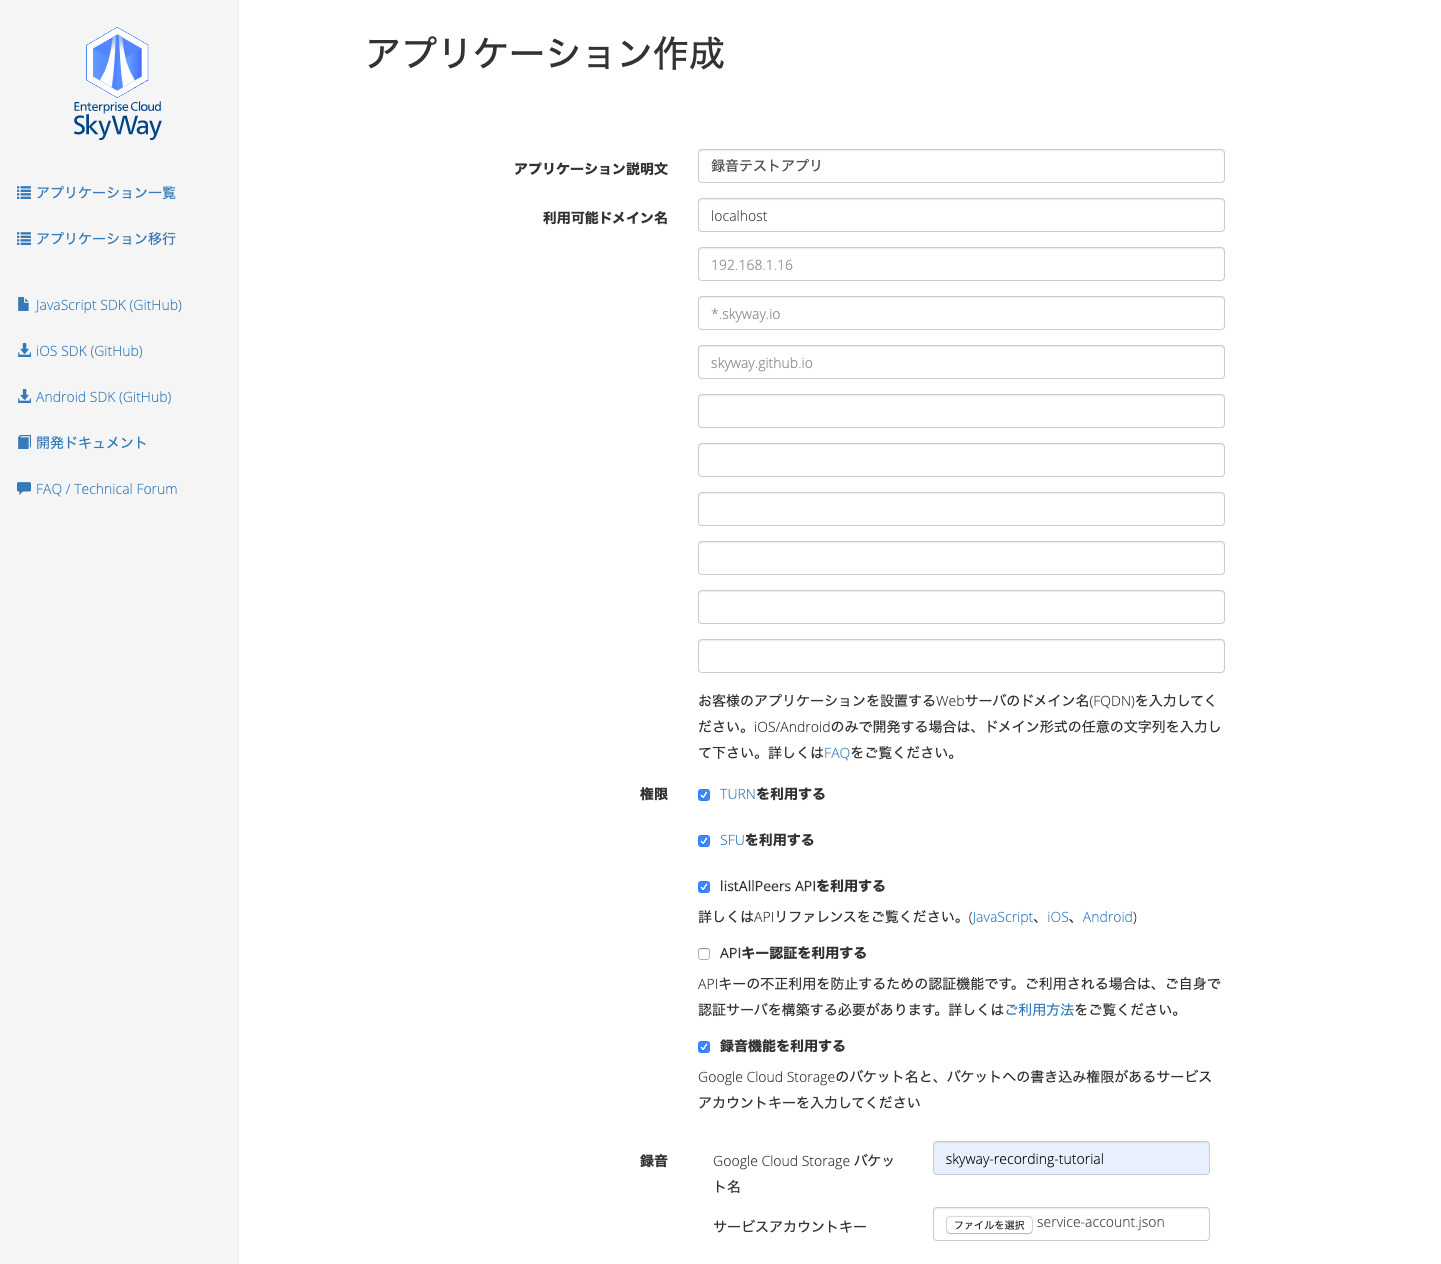 Enterprise Cloud
SkyWay
アプリケーション一覧
アプリケーション移行
JavaScript SDK (GitHub)
iOS SDK (GitHub)
Android SDK (GitHub)
開発ドキュメント
FAQ / Technical Forum
アプリケーション作成
アプリケーション説明文
録音テストアプリ
利用可能ドメイン名
localhost
192.168.1.16
*.skyway.io
skyway.github.io
お客様のアプリケーションを設置するWebサーバのドメイン名(FQDN)を入力してく
ださい。iOS/Androidのみで開発する場合は、ドメイン形式の任意の文字列を入力し
て下さい。詳しくはFAQをご覧ください。
権限
TURNを利用する
SFUを利用する
listAllPeers APIを利用する
詳しくはAPIリファレンスをご覧ください。(JavaScript、iOS、Android)
APIキー認証を利用する
APIキーの不正利用を防止するための認証機能です。ご利用される場合は、ご自身で
認証サーバを構築する必要があります。詳しくはご利用方法をご覧ください。
録音機能を利用する
Google Cloud Storageのバケット名と、バケットへの書き込み権限があるサービス
アカウントキーを入力してください
録音
Google Cloud Storage バケッ
ト名
skyway-recording-tutorial
サービスアカウントキー
ファイルを選択 service-account.json